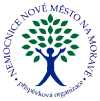 • NEMOCNICE NOVÉ MĚSTO NA MORAVĚ •
příspěvková organizace